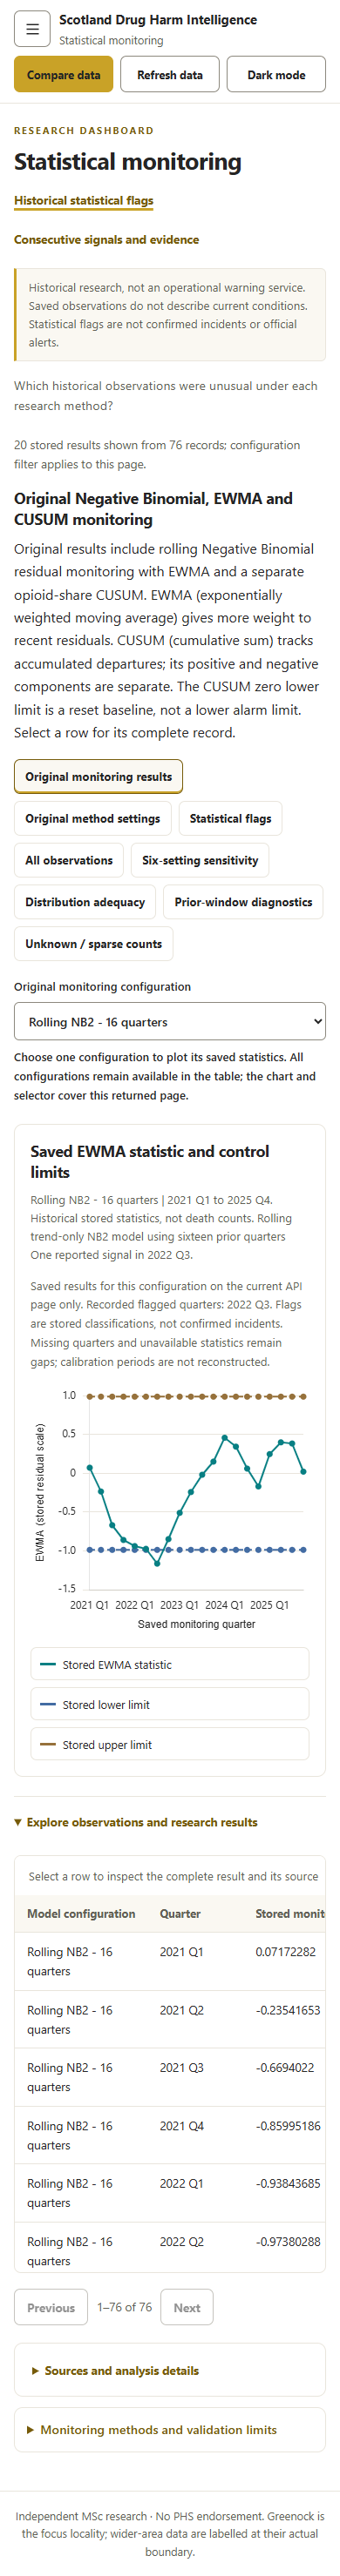 Scotland Drug Harm Intelligence
Statistical monitoring
Compare data
Refresh data
Dark mode
RESEARCH DASHBOARD
Statistical monitoring
Historical statistical flags
Consecutive signals and evidence
Historical research, not an operational warning service.
Saved observations do not describe current conditions.
Statistical flags are not confirmed incidents or official
alerts.
Which historical observations were unusual under each
research method?
20 stored results shown from 76 records; configuration
filter applies to this page.
Original Negative Binomial, EWMA and
CUSUM monitoring
Original results include rolling Negative Binomial
residual monitoring with EWMA and a separate
opioid-share CUSUM. EWMA (exponentially
weighted moving average) gives more weight to
recent residuals. CUSUM (cumulative sum) tracks
accumulated departures; its positive and negative
components are separate. The CUSUM zero lower
limit is a reset baseline, not a lower alarm limit.
Select a row for its complete record.
Original monitoring results
Original method settings
Statistical flags
All observations
Six-setting sensitivity
Distribution adequacy
Prior-window diagnostics
Unknown / sparse counts
Original monitoring configuration
Rolling NB2 - 16 quarters
Choose one configuration to plot its saved statistics. All
configurations remain available in the table; the chart and
selector cover this returned page.
Saved EWMA statistic and control
limits
Rolling NB2 - 16 quarters | 2021 Q1 to 2025 Q4.
Historical stored statistics, not death counts. Rolling
trend-only NB2 model using sixteen prior quarters
One reported signal in 2022 Q3.
Saved results for this configuration on the current API
page only. Recorded flagged quarters: 2022 Q3. Flags
are stored classifications, not confirmed incidents.
Missing quarters and unavailable statistics remain
gaps; calibration periods are not reconstructed.
EWMA (stored residual scale)
1.0
0.5
0
-0.5
-1.0
-1.5
2021 Q1 2022 Q1 2023 Q1 2024 Q1 2025 Q1
Saved monitoring quarter
Stored EWMA statistic
Stored lower limit
Stored upper limit
▼ Explore observations and research results
Select a row to inspect the complete result and its source
Model configuration Quarter Stored monit
Rolling NB2 - 16 2021 Q1 0.07172282
quarters
Rolling NB2 - 16 2021 Q2 -0.23541653
quarters
Rolling NB2 - 16 2021 Q3 -0.6694022
quarters
Rolling NB2 - 16 2021 Q4 -0.85995186
quarters
Rolling NB2 - 16 2022 Q1 -0.93843685
quarters
Rolling NB2 - 16 2022 Q2 -0.97380288
quarters
Previous 1–76 of 76 Next
▶ Sources and analysis details
▶ Monitoring methods and validation limits
Independent MSc research · No PHS endorsement. Greenock is
the focus locality; wider-area data are labelled at their actual
boundary.